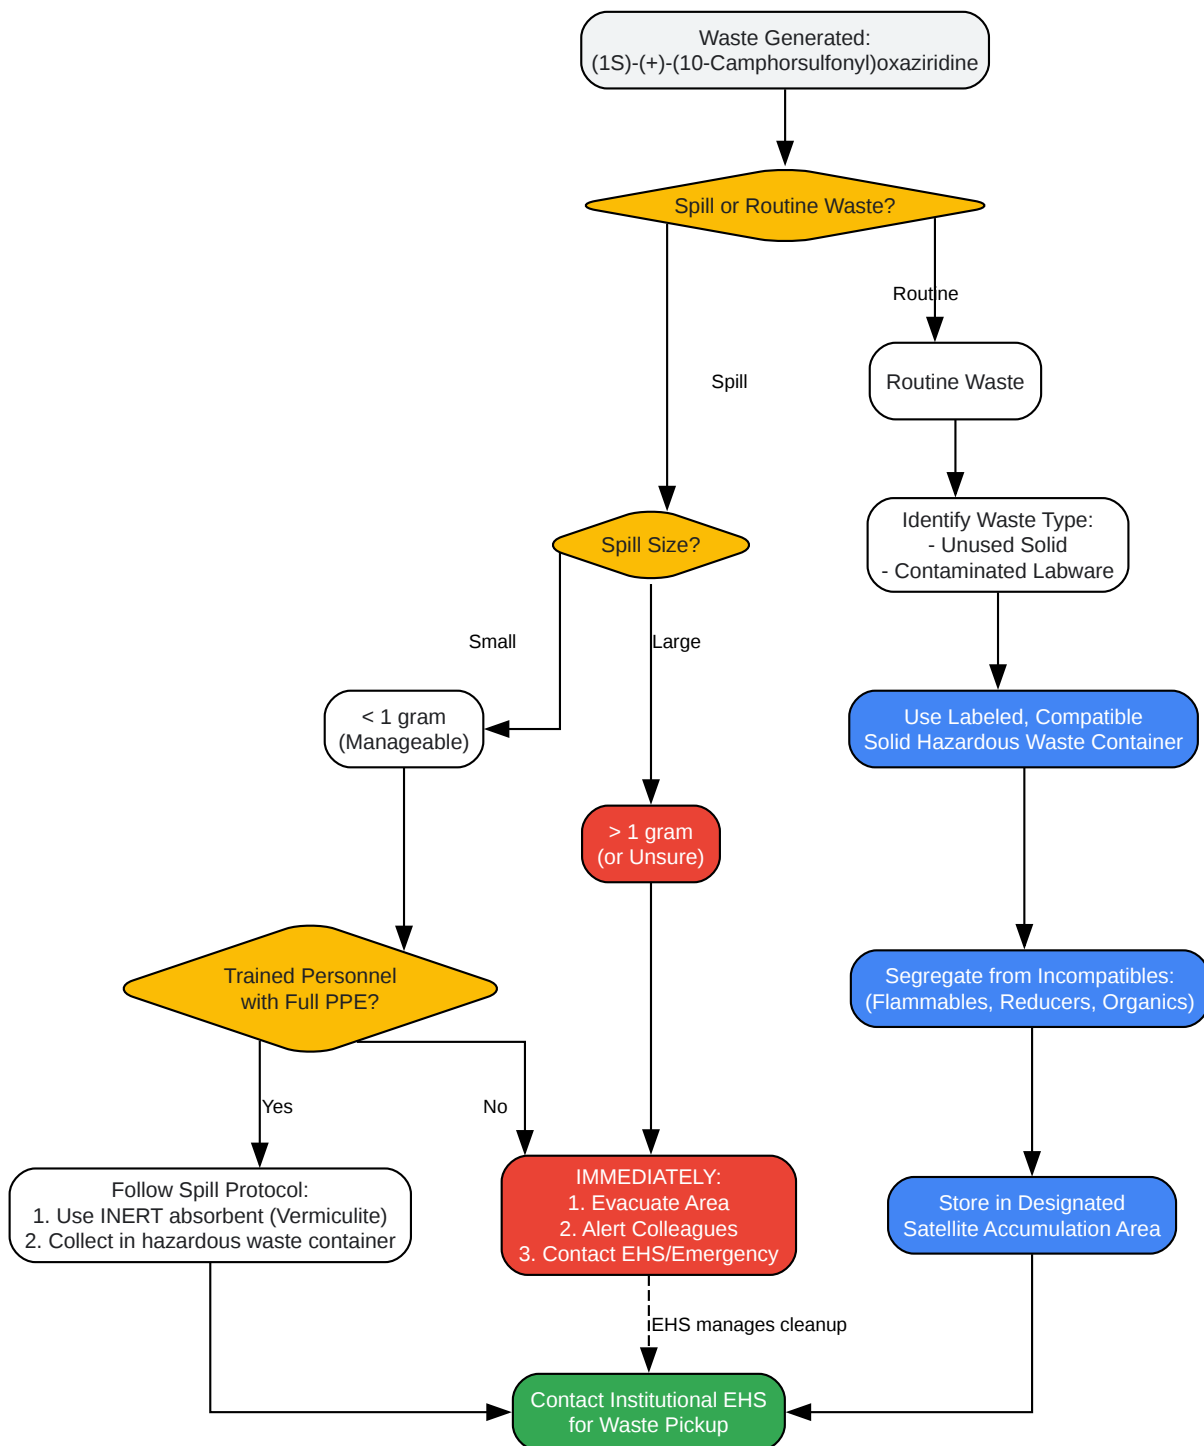 Waste Generated:
(1S)-(+)-(10-Camphorsulfonyl)oxaziridine
Spill or Routine Waste?
Routine
Spill
Routine Waste
Identify Waste Type:
- Unused Solid
- Contaminated Labware
Spill Size?
Small
Large
< 1 gram
(Manageable)
Use Labeled, Compatible
Solid Hazardous Waste Container
> 1 gram
(or Unsure)
Trained Personnel
with Full PPE?
Segregate from Incompatibles:
(Flammables, Reducers, Organics)
Yes
No
Follow Spill Protocol:
1. Use INERT absorbent (Vermiculite)
2. Collect in hazardous waste container
IMMEDIATELY:
1. Evacuate Area
2. Alert Colleagues
3. Contact EHS/Emergency
Store in Designated
Satellite Accumulation Area
EHS manages cleanup
Contact Institutional EHS
for Waste Pickup